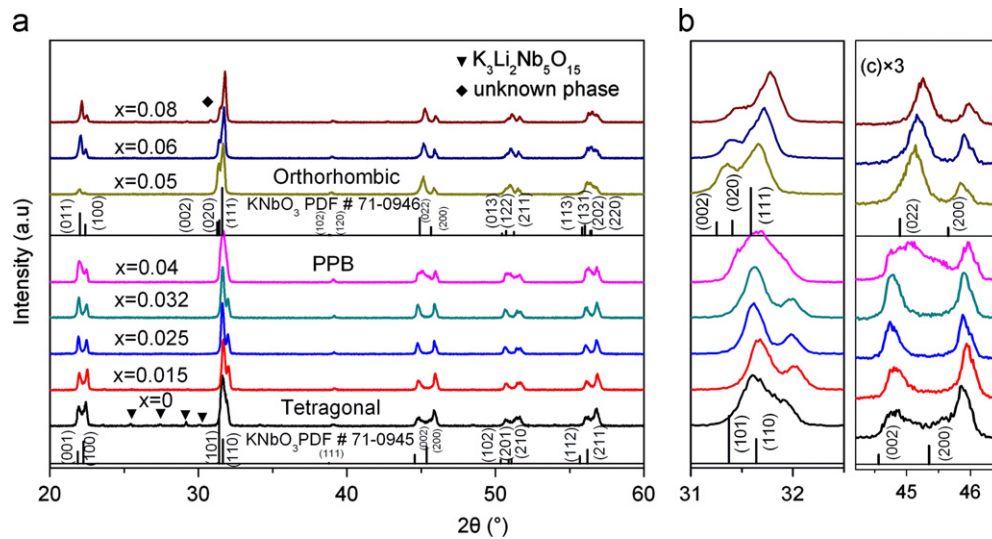 a
b
▼ K3Li2Nb5O15
◆ unknown phase
(c)×3
x=0.08
x=0.06
x=0.05
Orthorhombic
KNbO3 PDF # 71-0946
(011)
(100)
(002)
(020)
(111)
(102)
(120)
(022)
(200)
(013)
(122)
(211)
(113)
(131)
(202)
(220)
(002)
(020)
(111)
(022)
(200)
x=0.04
PPB
x=0.032
x=0.025
x=0.015
x=0
Tetragonal
KNbO3PDF # 71-0945
(001)
(100)
(101)
(110)
(111)
(002)
(200)
(102)
(201)
(210)
(112)
(211)
(101)
(110)
(002)
(200)
Intensity (a.u)
20 30 40 50 60
31 32
45 46
2θ (°)